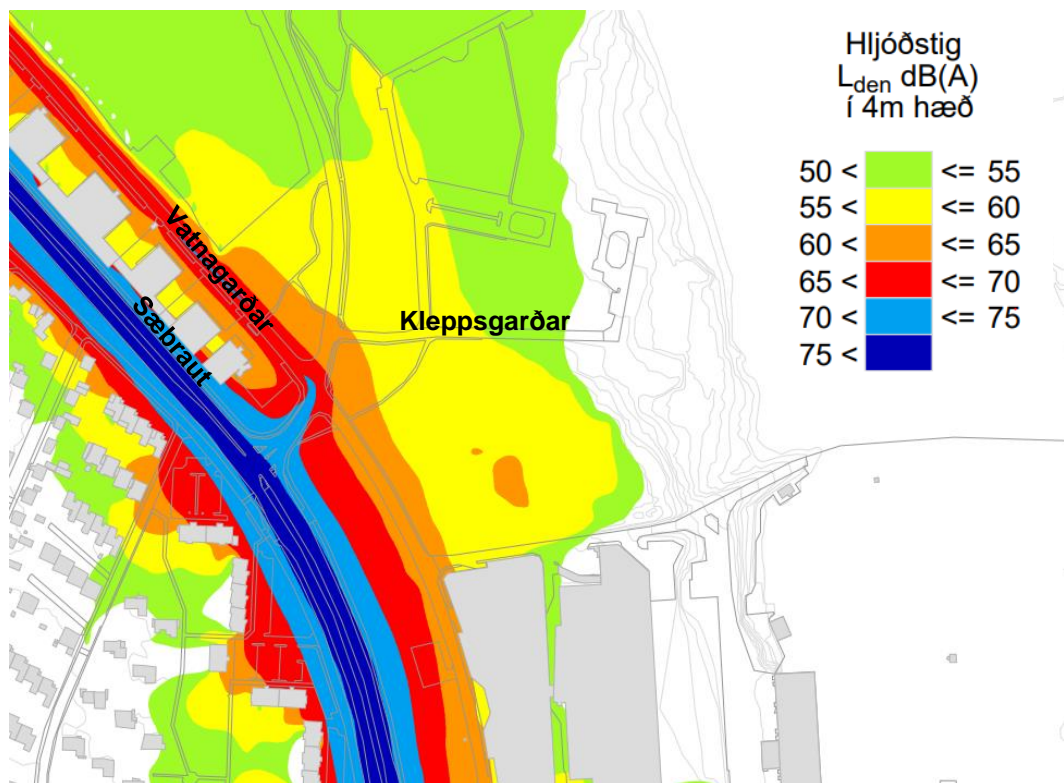 Hljóðstig
Lden dB(A)
í 4m hæð
50 < <= 55
55 < <= 60
60 < <= 65
65 < <= 70
70 < <= 75
75 <
Vatnagarðar
Sæbraut
Kleppsgarðar